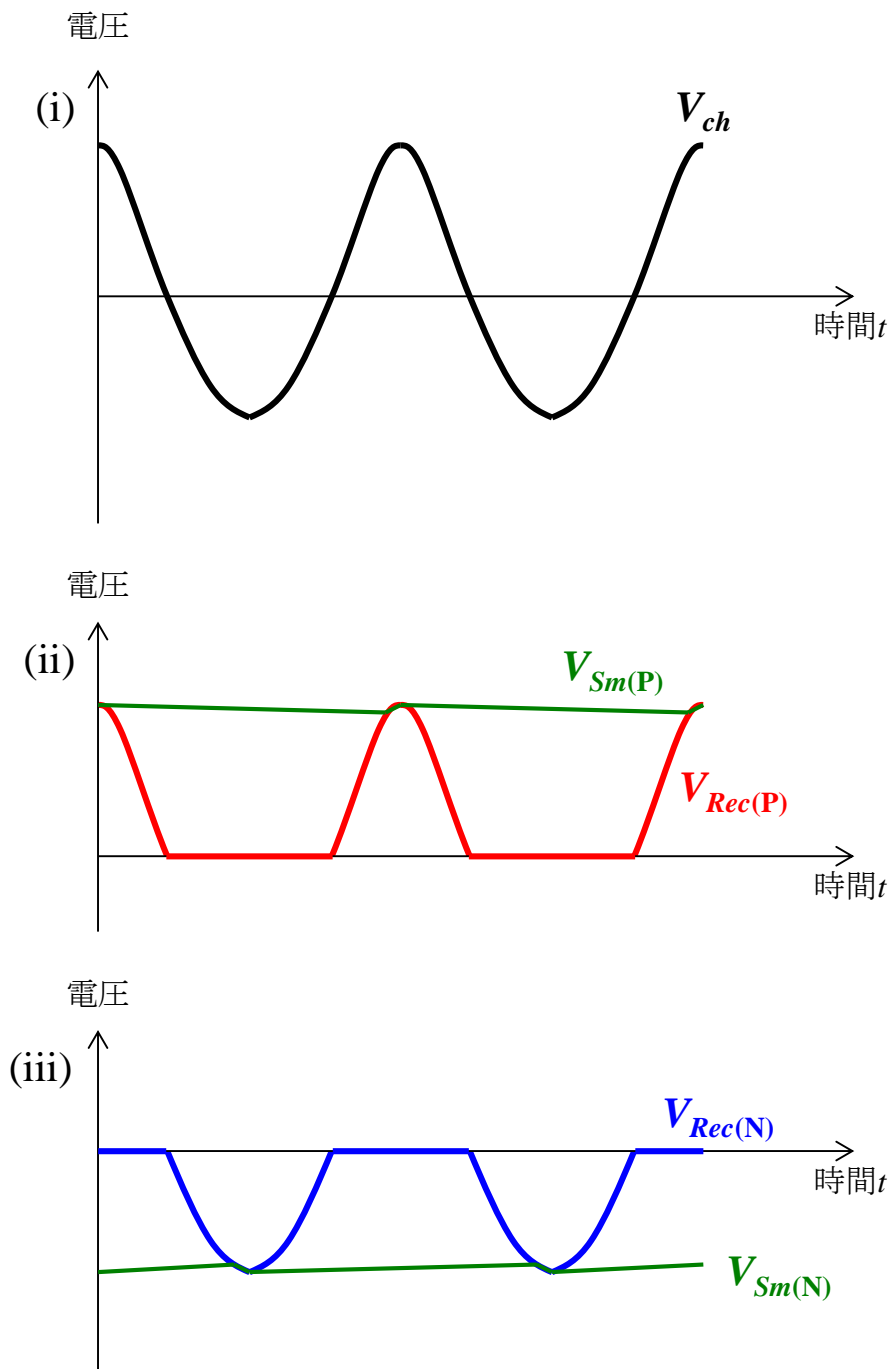 電圧
(i)
V_ch
時間t
電圧
(ii)
V_Sm(P)
V_Rec(P)
時間t
電圧
(iii)
V_Rec(N)
時間t
V_Sm(N)